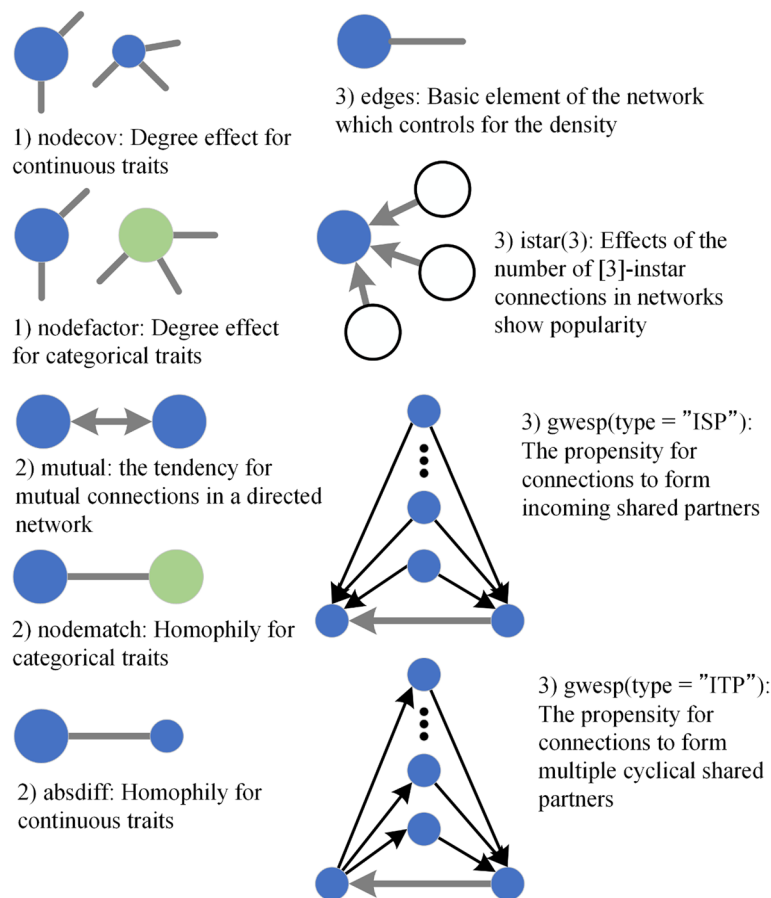 1) nodecov: Degree effect for
continuous traits
1) nodefactor: Degree effect
for categorical traits
2) mutual: the tendency for
mutual connections in a directed
network
2) nodematch: Homophily for
categorical traits
2) absdiff: Homophily for
continuous traits
3) edges: Basic element of the network
which controls for the density
3) istar(3): Effects of the
number of [3]-instar
connections in networks
show popularity
3) gwesp(type = ”ISP”):
The propensity for
connections to form
incoming shared partners
3) gwesp(type = ”ITP”):
The propensity for
connections to form
multiple cyclical shared
partners